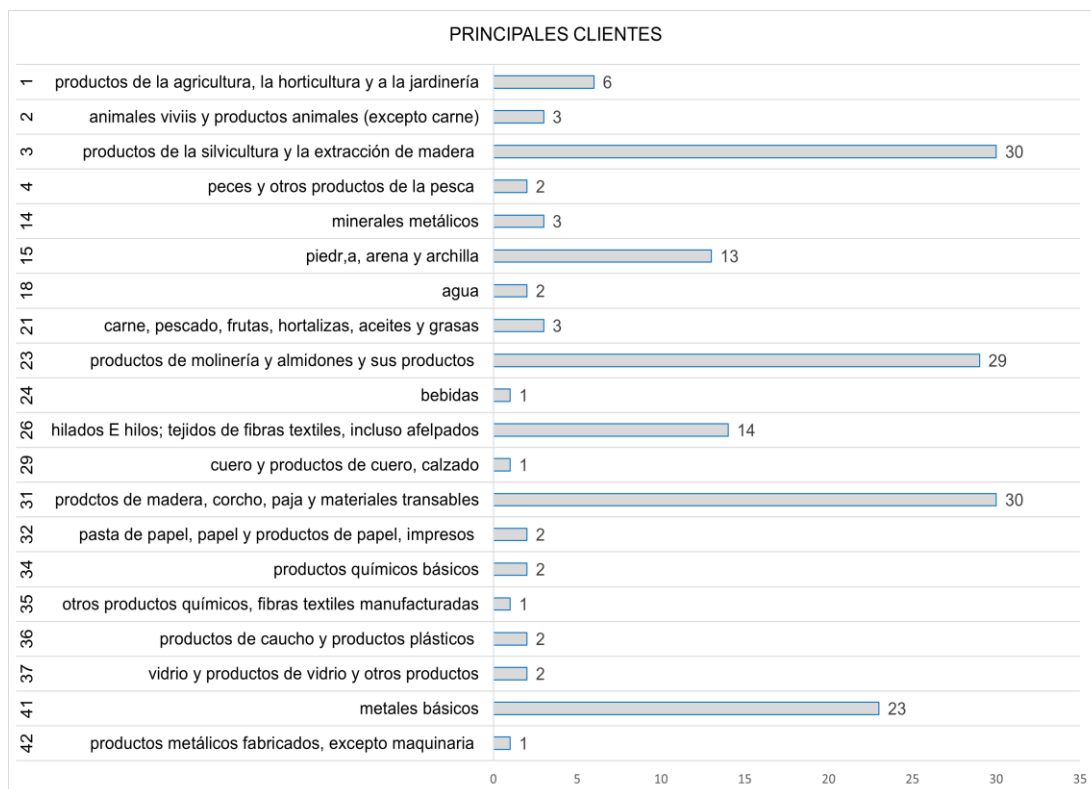 PRINCIPALES CLIENTES
1 productos de la agricultura, la horticultura y a la jardinería 6
2 animales viviis y productos animales (excepto carne) 3
3 productos de la silvicultura y la extracción de madera 30
4 peces y otros productos de la pesca 2
14 minerales metálicos 3
15 piedr,a, arena y archilla 13
18 agua 2
21 carne, pescado, frutas, hortalizas, aceites y grasas 3
23 productos de molinería y almidones y sus productos 29
24 bebidas 1
26 hilados E hilos; tejidos de fibras textiles, incluso afelpados 14
29 cuero y productos de cuero, calzado 1
31 prodctos de madera, corcho, paja y materiales transables 30
32 pasta de papel, papel y productos de papel, impresos 2
34 productos químicos básicos 2
35 otros productos químicos, fibras textiles manufacturadas 1
36 productos de caucho y productos plásticos 2
37 vidrio y productos de vidrio y otros productos 2
41 metales básicos 23
42 productos metálicos fabricados, excepto maquinaria 1
0 5 10 15 20 25 30 35